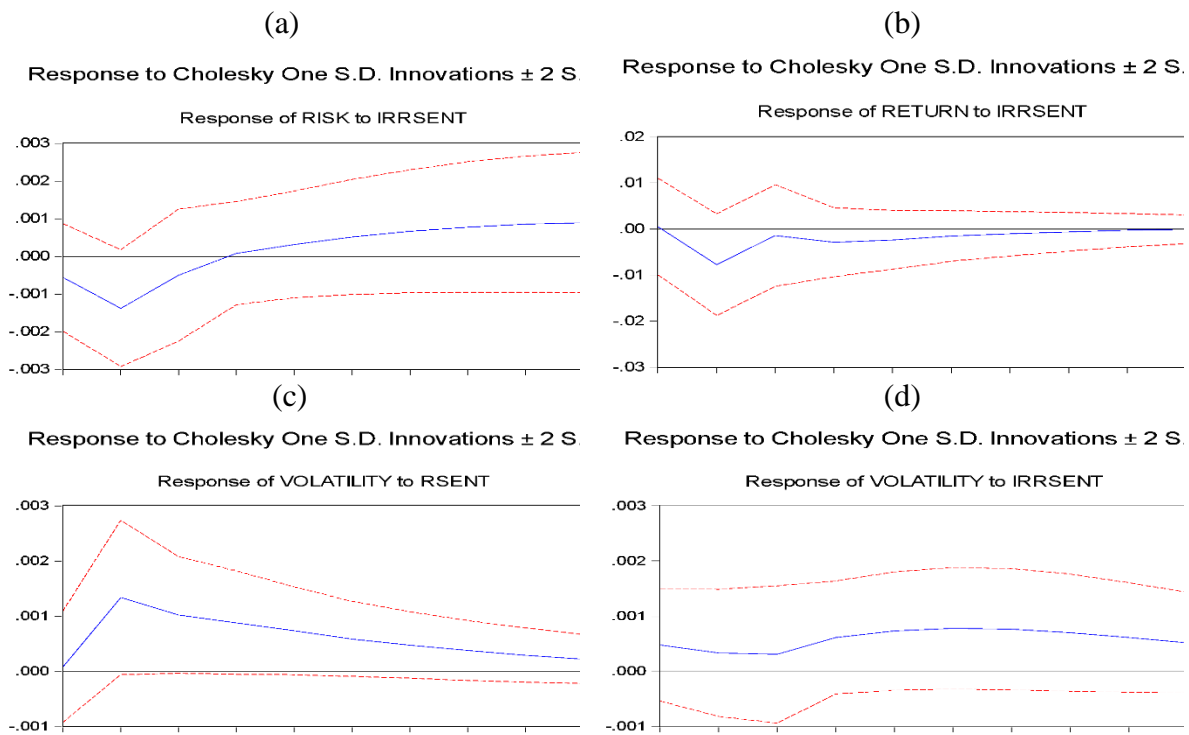 (a)
Response to Cholesky One S.D. Innovations ± 2 S.
Response of RISK to IRRSENT
.003
.002
.001
.000
-.001
-.002
-.003
(b)
Response to Cholesky One S.D. Innovations ± 2 S.
Response of RETURN to IRRSENT
.02
.01
.00
-.01
-.02
-.03
(c)
Response to Cholesky One S.D. Innovations ± 2 S.
Response of VOLATILITY to RSENT
.003
.002
.001
.000
-.001
(d)
Response to Cholesky One S.D. Innovations ± 2 S.
Response of VOLATILITY to IRRSENT
.003
.002
.001
.000
-.001